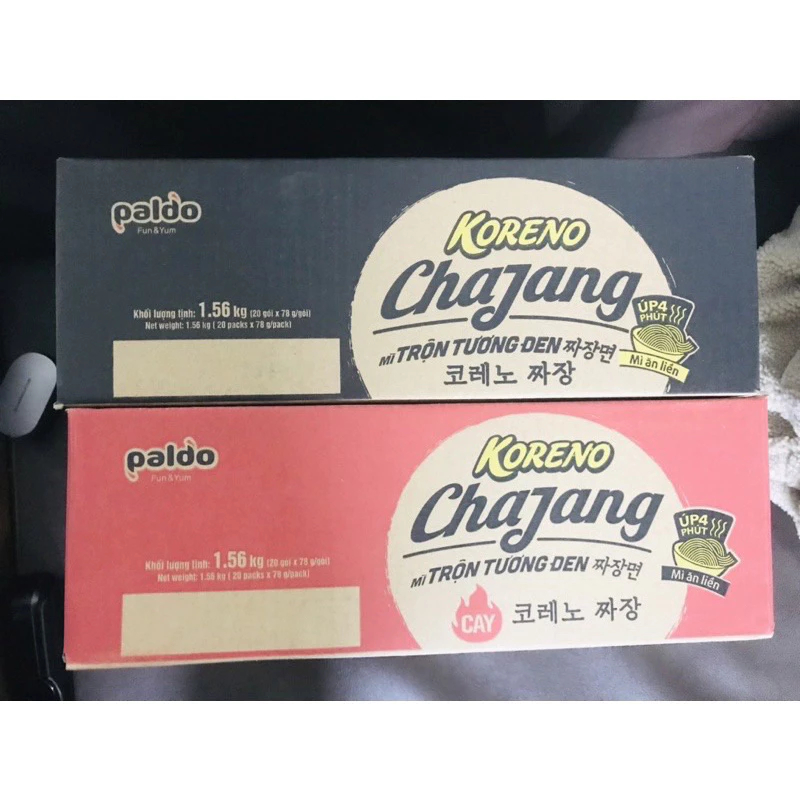 paldo
Fun & Yum
Khối lượng tịnh: 1.56 kg (20 gói x 78 g/gói)
Net weight: 1.56 kg ( 20 packs x 78 g/pack)
KORENO
ChaJang
MÌ TRỘN TƯƠNG ĐEN 짜장면
코레노 짜장
ÚP 4
PHÚT
Mì ăn liền
paldo
Fun & Yum
Khối lượng tịnh: 1.56 kg (20 gói x 78 g/gói)
Net weight: 1.56 kg ( 20 packs x 78 g/pack)
KORENO
ChaJang
MÌ TRỘN TƯƠNG ĐEN 짜장면
CAY 코레노 짜장
ÚP 4
PHÚT
Mì ăn liền